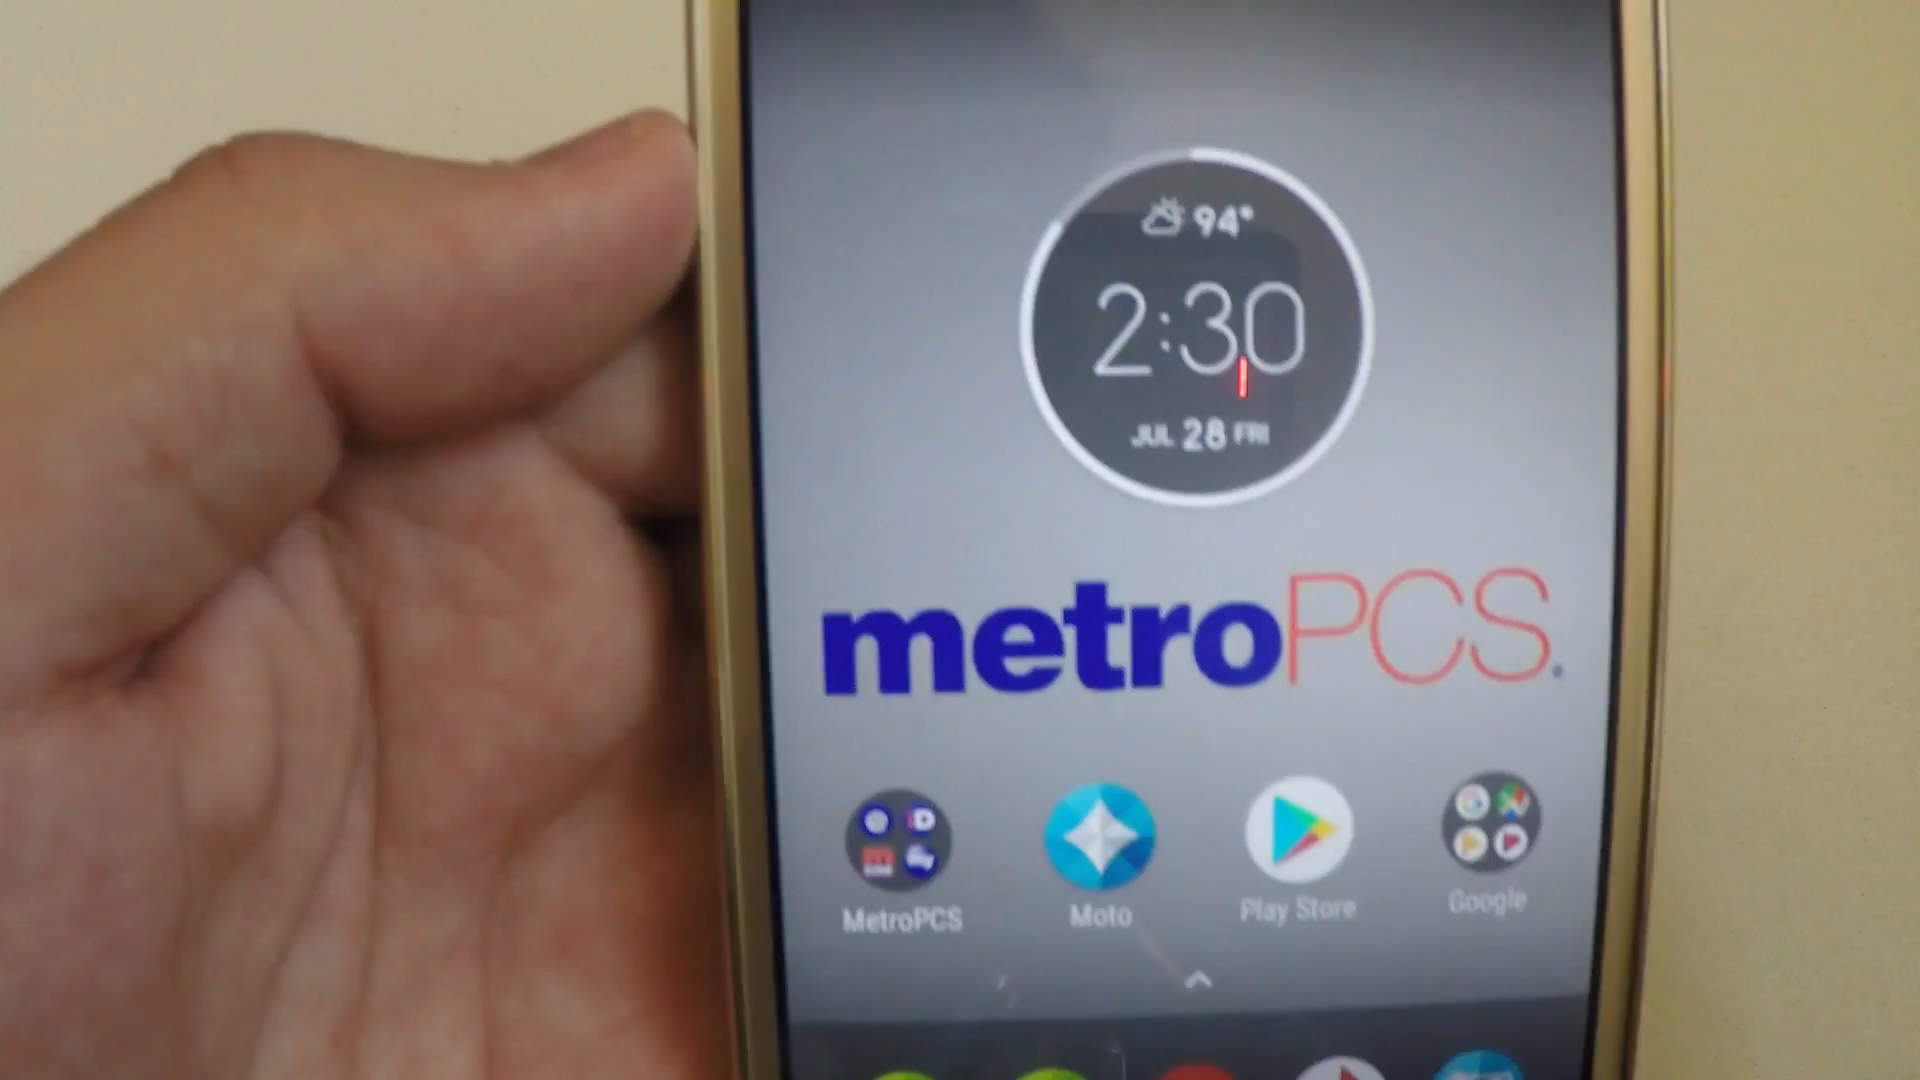 94°
2:30
JUL 28 FRI
metroPCS.
MetroPCS
Moto
Play Store
Google